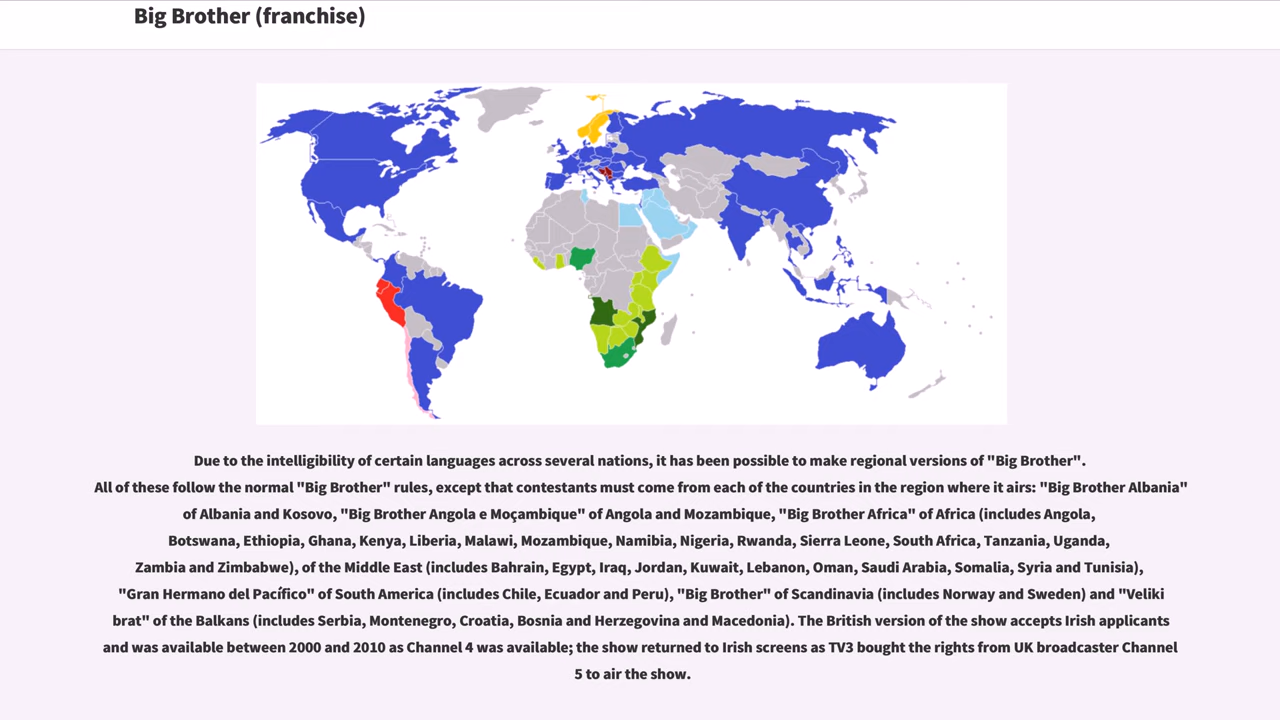 Big Brother (franchise)
Due to the intelligibility of certain languages across several nations, it has been possible to make regional versions of "Big Brother".
All of these follow the normal "Big Brother" rules, except that contestants must come from each of the countries in the region where it airs: "Big Brother Albania"
of Albania and Kosovo, "Big Brother Angola e Moçambique" of Angola and Mozambique, "Big Brother Africa" of Africa (includes Angola,
Botswana, Ethiopia, Ghana, Kenya, Liberia, Malawi, Mozambique, Namibia, Nigeria, Rwanda, Sierra Leone, South Africa, Tanzania, Uganda,
Zambia and Zimbabwe), of the Middle East (includes Bahrain, Egypt, Iraq, Jordan, Kuwait, Lebanon, Oman, Saudi Arabia, Somalia, Syria and Tunisia),
"Gran Hermano del Pacífico" of South America (includes Chile, Ecuador and Peru), "Big Brother" of Scandinavia (includes Norway and Sweden) and "Veliki
brat" of the Balkans (includes Serbia, Montenegro, Croatia, Bosnia and Herzegovina and Macedonia). The British version of the show accepts Irish applicants
and was available between 2000 and 2010 as Channel 4 was available; the show returned to Irish screens as TV3 bought the rights from UK broadcaster Channel
5 to air the show.